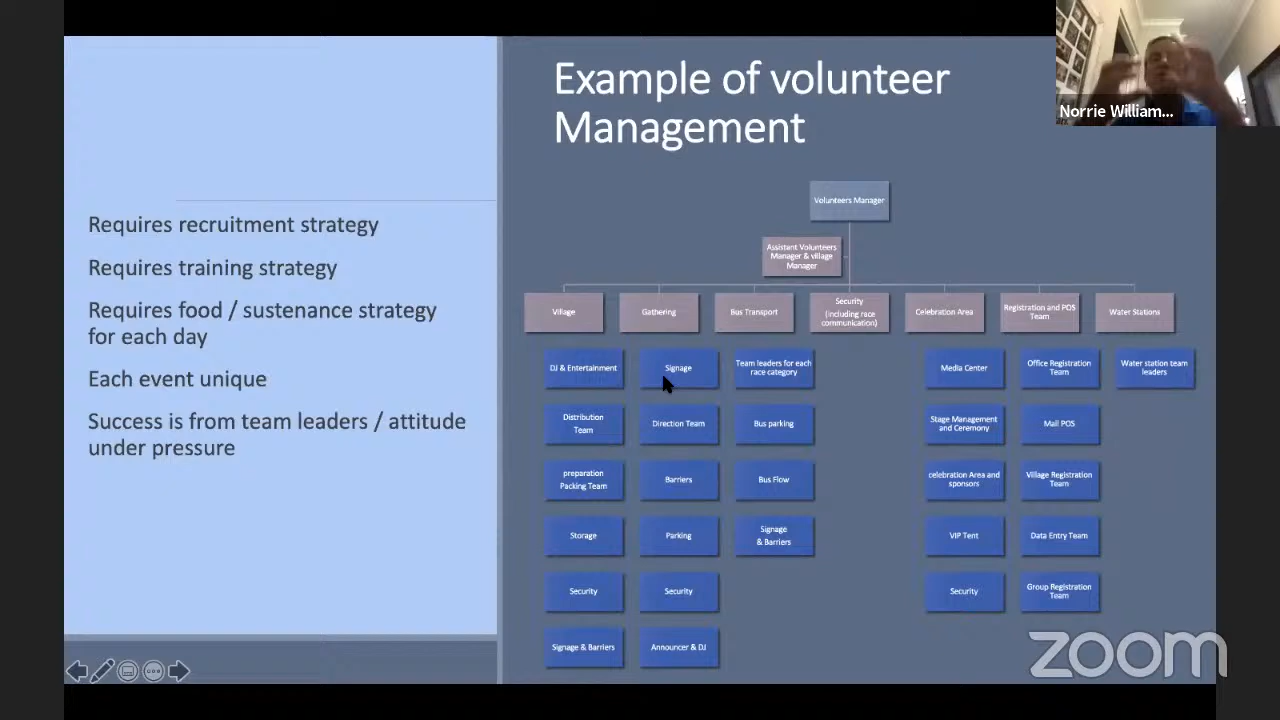 Example of volunteer
Management
Norrie William...
Requires recruitment strategy
Requires training strategy
Requires food / sustenance strategy
for each day
Each event unique
Success is from team leaders / attitude
under pressure
Volunteers Manager
Assistant Volunteers
Manager & village
Manager
Village
Gathering
Bus Transport
Security
(including race
communication)
Celebration Area
Registration and POS
Team
Water Stations
DJ & Entertainment
Distribution
Team
preparation
Packing Team
Storage
Security
Signage & Barriers
Signage
Direction Team
Barriers
Parking
Security
Announcer & DJ
Team leaders for each
race category
Bus parking
Bus Flow
Signage
& Barriers
Media Center
Stage Management
and Ceremony
celebration Area and
sponsors
VIP Tent
Security
Office Registration
Team
Mail POS
Village Registration
Team
Data Entry Team
Group Registration
Team
Water station team
leaders
zoom